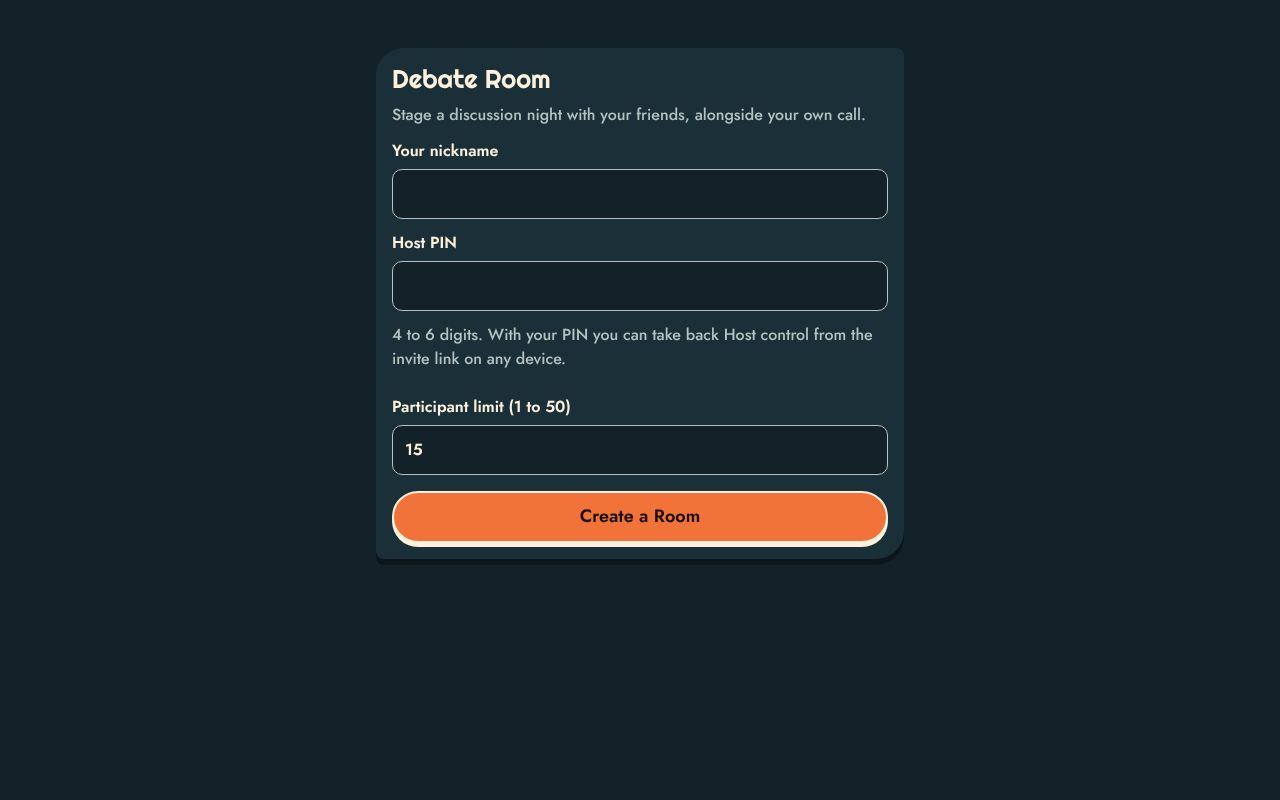 Debate Room
Stage a discussion night with your friends, alongside your own call.
Your nickname
Host PIN
4 to 6 digits. With your PIN you can take back Host control from the
invite link on any device.
Participant limit (1 to 50)
15
Create a Room